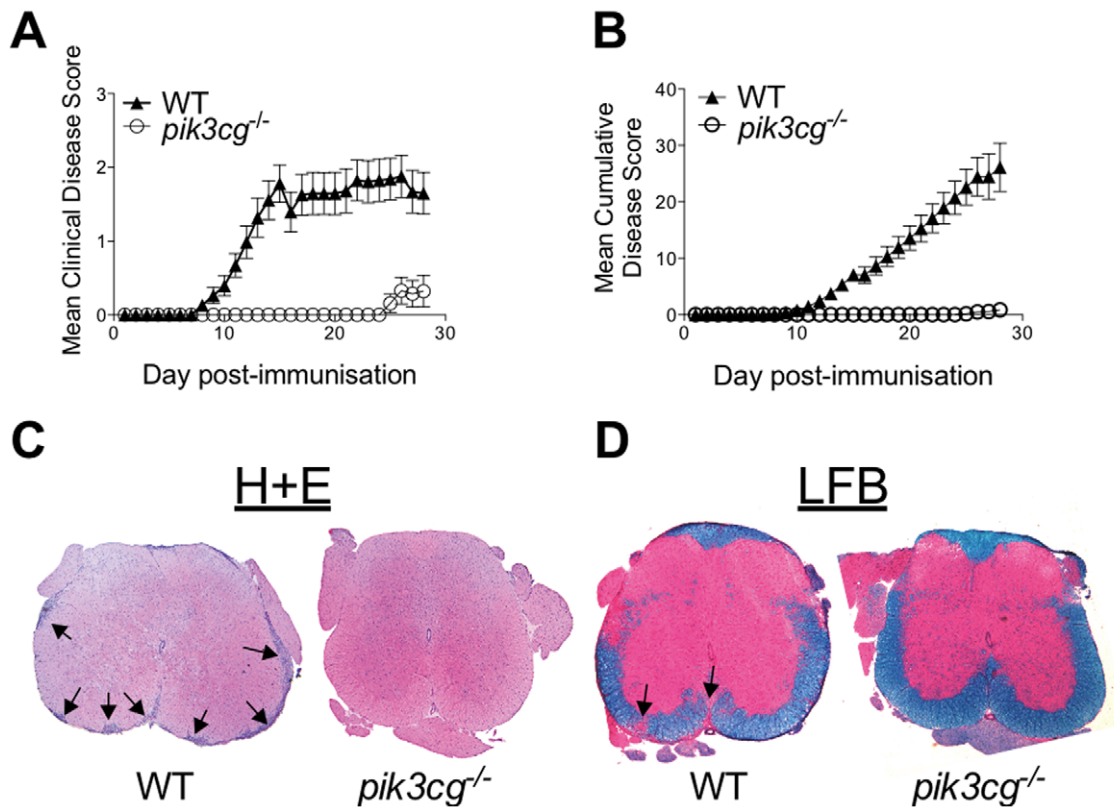 A
Mean Clinical Disease Score
3
2
1
0
WT
pik3cg-/-
0
10
20
30
Day post-immunisation
B
Mean Cumulative
Disease Score
40
30
20
10
0
WT
pik3cg-/-
0
10
20
30
Day post-immunisation
C
H+E
WT
pik3cg-/-
D
LFB
WT
pik3cg-/-